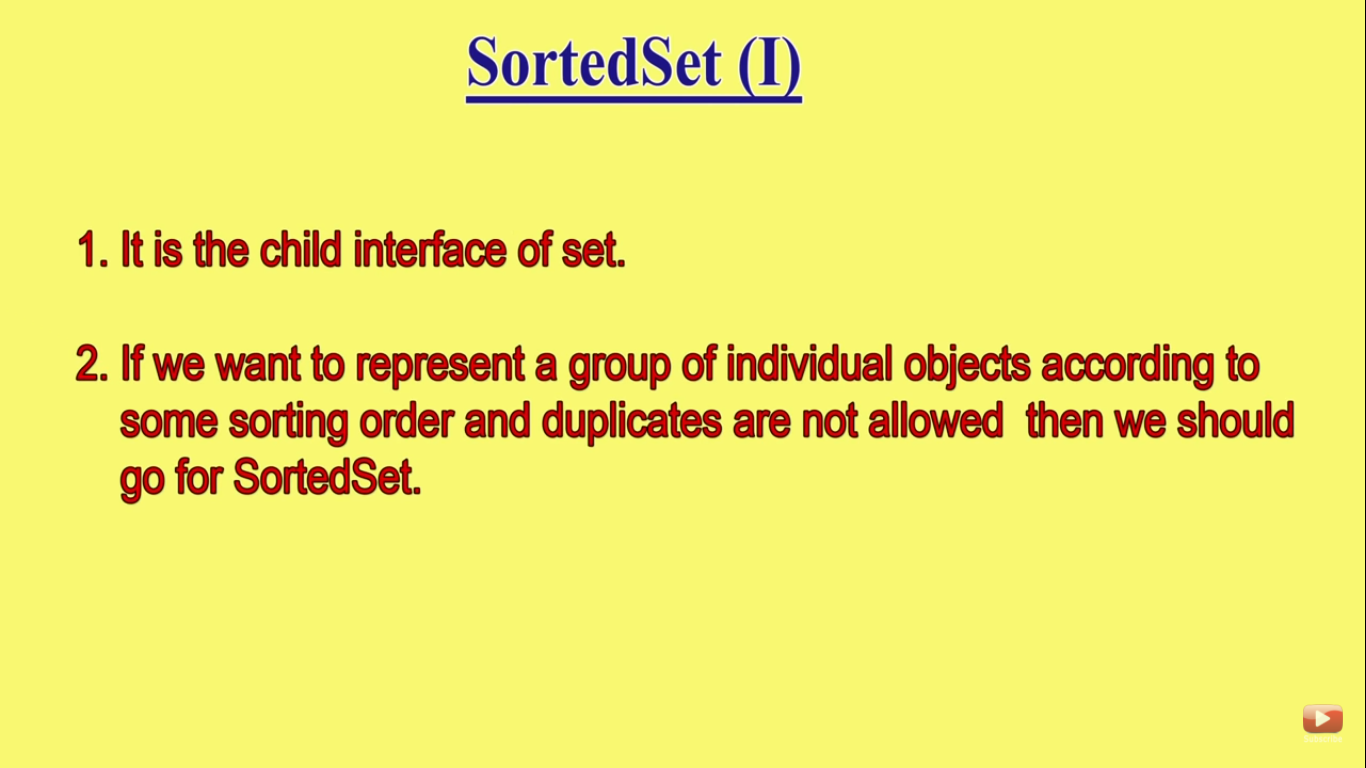 SortedSet (I)
1. It is the child interface of set.
2. If we want to represent a group of individual objects according to
some sorting order and duplicates are not allowed then we should
go for SortedSet.